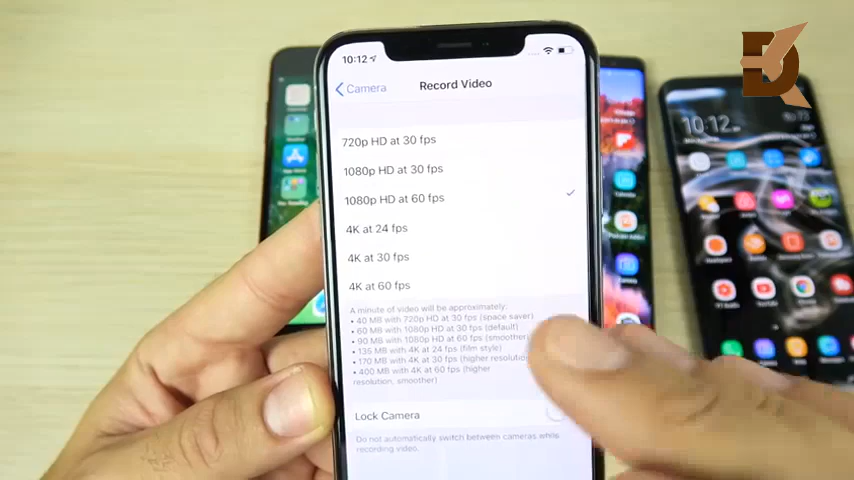 10:12
Camera
Record Video
720p HD at 30 fps
1080p HD at 30 fps
1080p HD at 60 fps
4K at 24 fps
4K at 30 fps
4K at 60 fps
A minute of video will be approximately:
• 40 MB with 720p HD at 30 fps (space saver)
• 60 MB with 1080p HD at 30 fps (default)
• 90 MB with 1080p HD at 60 fps (smoother)
• 135 MB with 4K at 24 fps (film style)
• 170 MB with 4K at 30 fps (higher resolution
• 400 MB with 4K at 60 fps (higher
resolution, smoother)
Lock Camera
Do not automatically switch between cameras while
recording video.
10:12
D